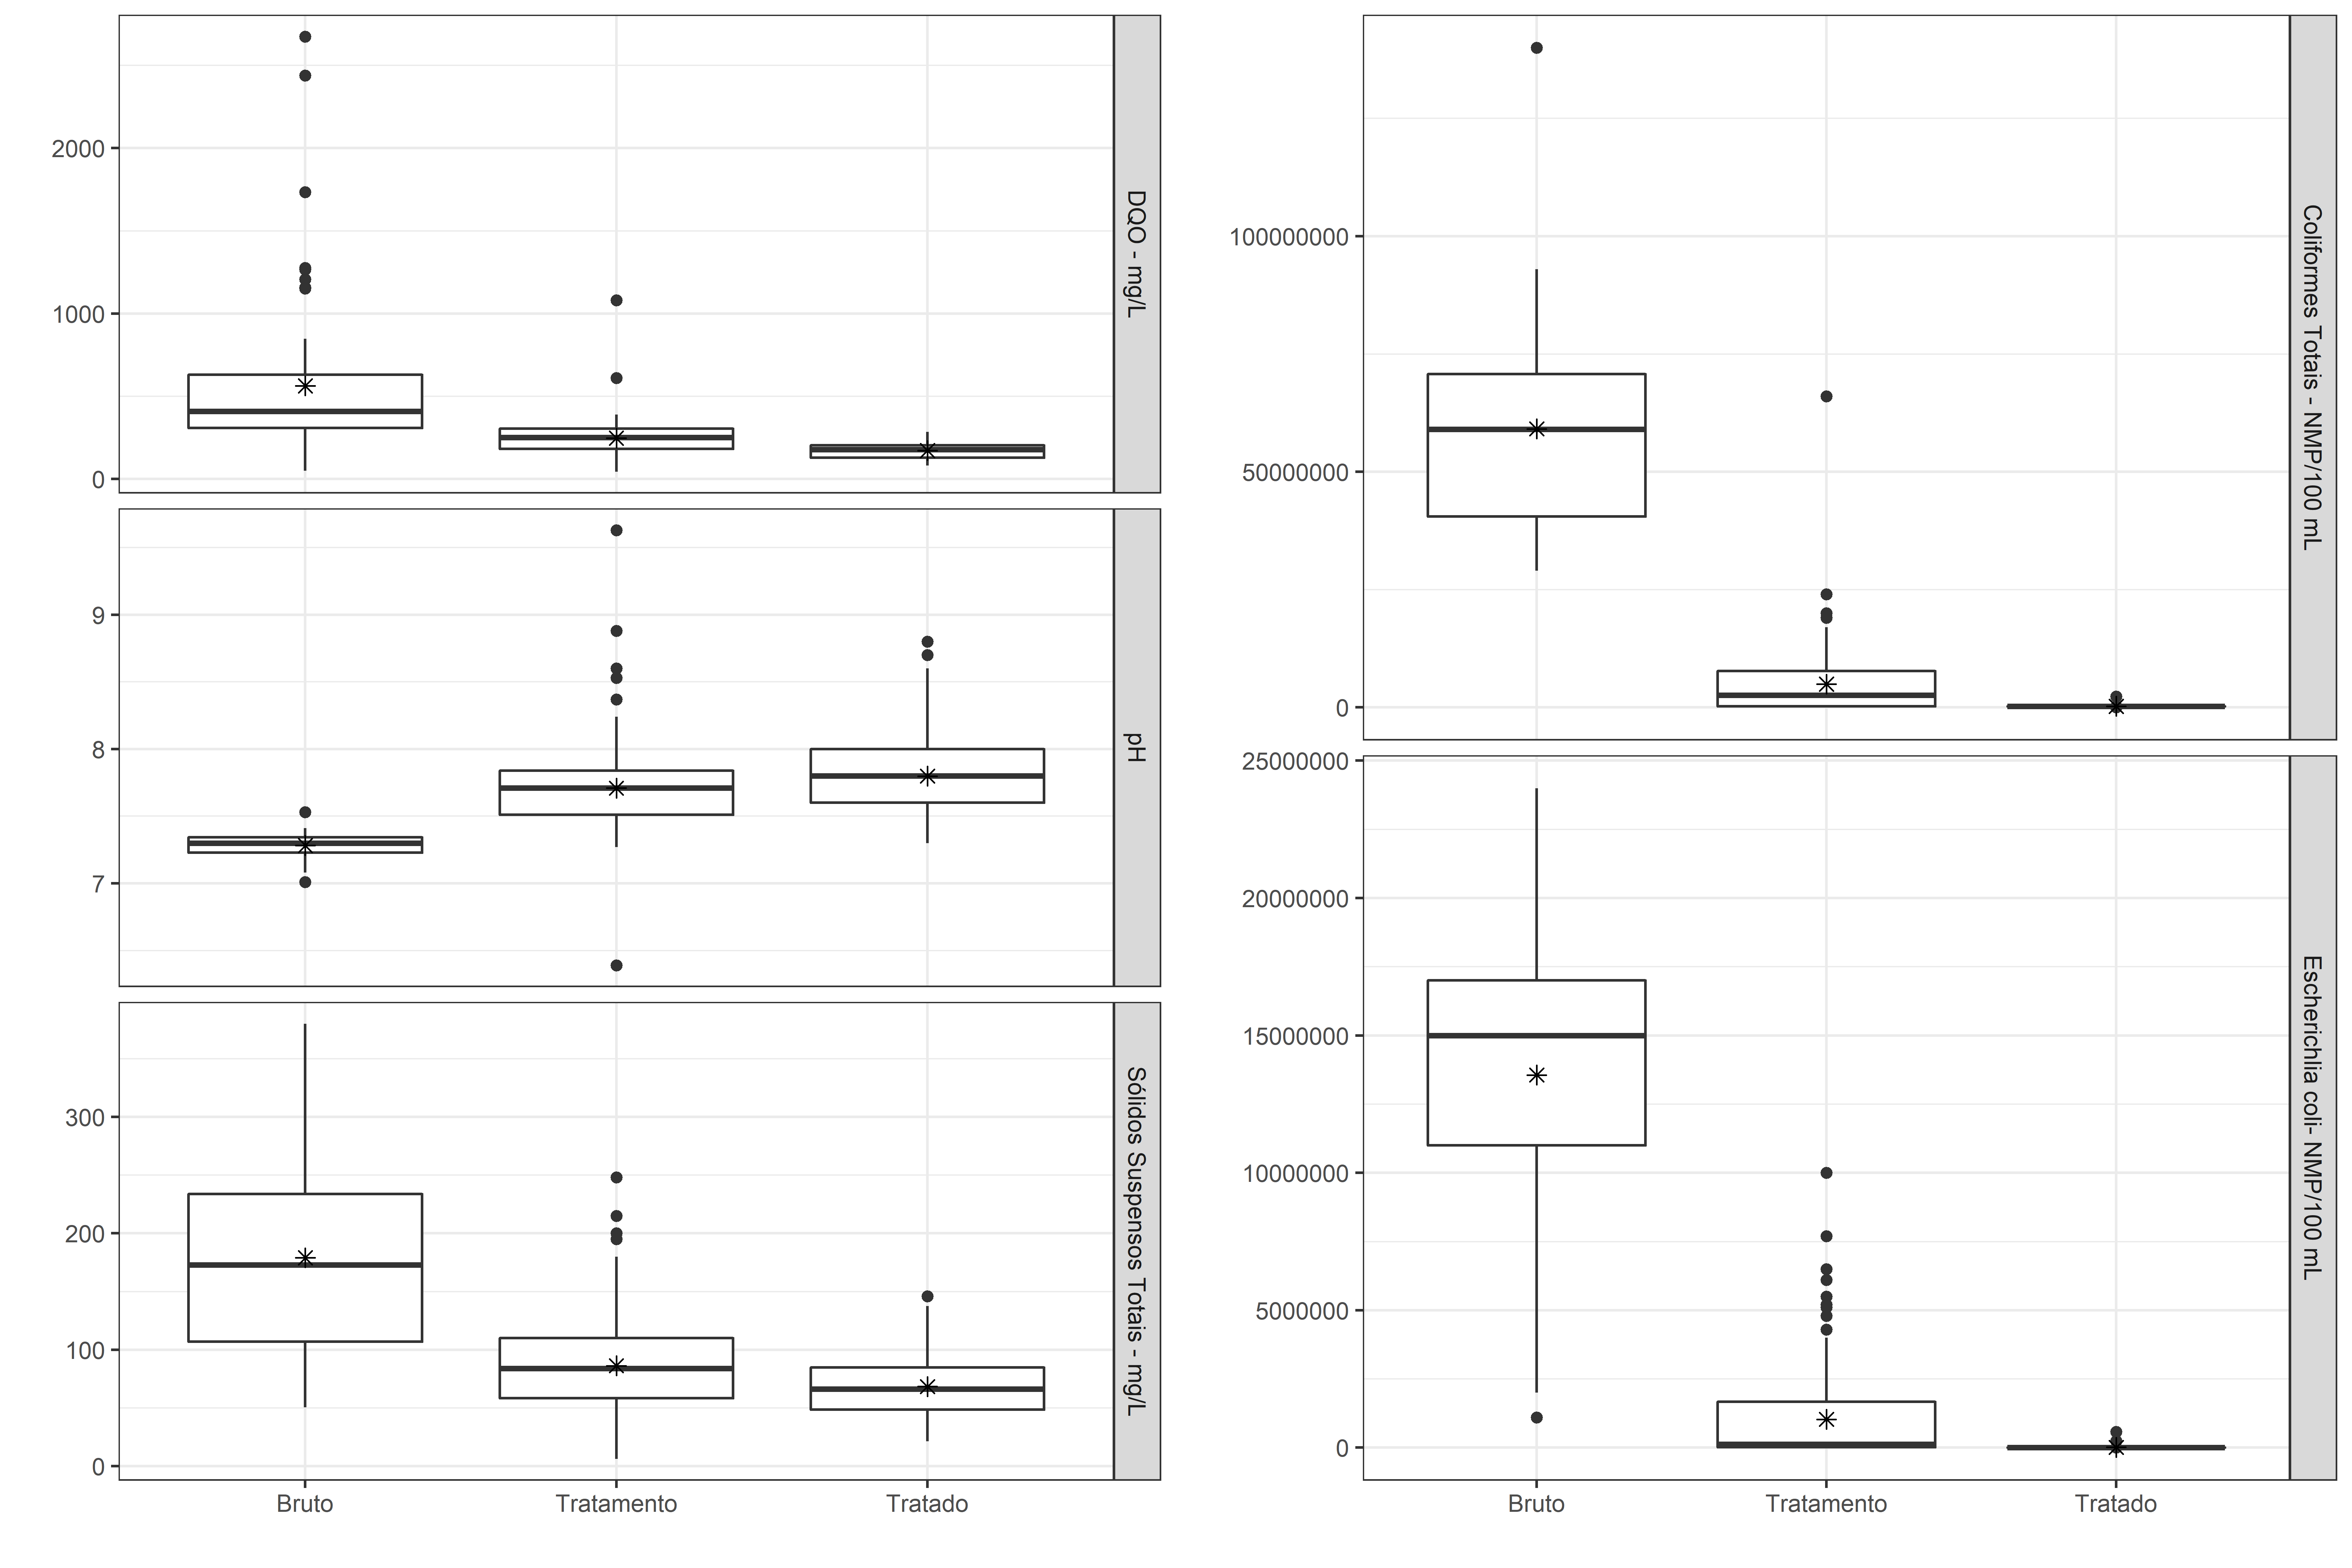 2000
1000
0
DQO - mg/L
9
8
7
pH
300
200
100
0
Sólidos Suspensos Totais - mg/L
Bruto
Tratamento
Tratado
100000000
50000000
0
Coliformes Totais - NMP/100 mL
25000000
20000000
15000000
10000000
5000000
0
Escherichlia coli- NMP/100 mL
Bruto
Tratamento
Tratado